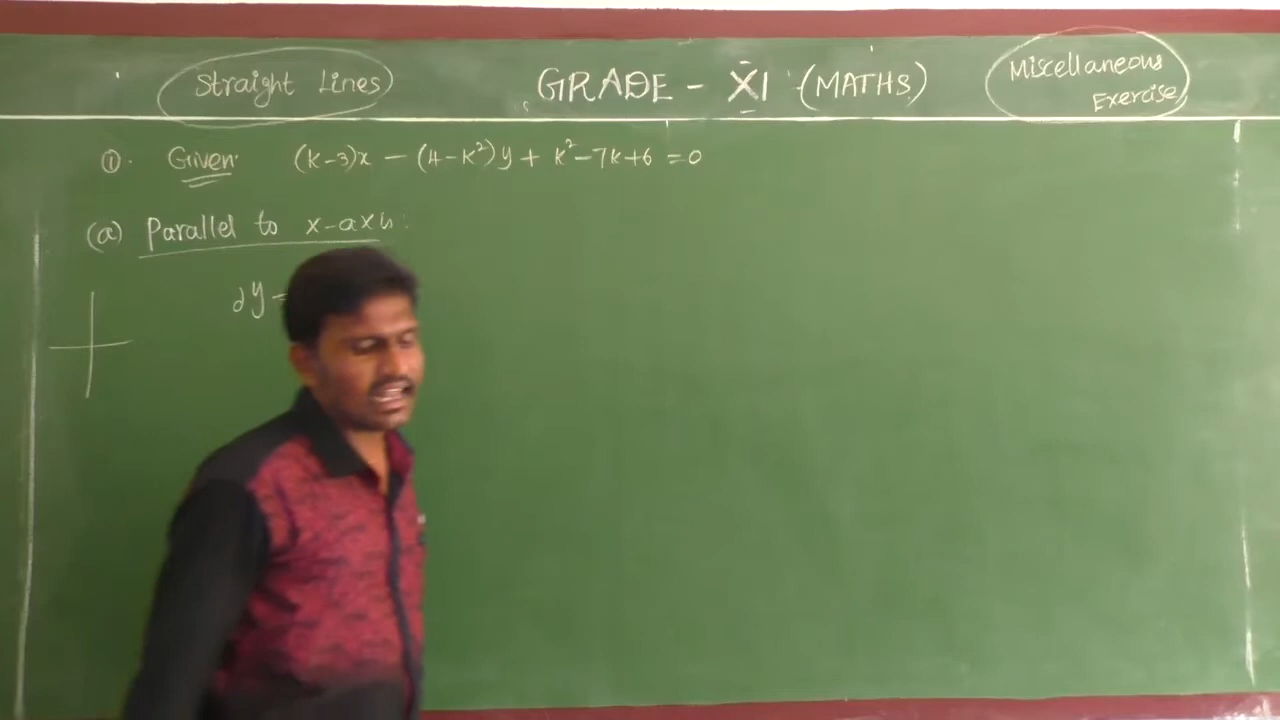 Straight Lines
GRADE - XI (MATHS)
Miscellaneous
Exercise
①. Given: (k-3)x - (4-k²)y + k²-7k+6 = 0
(a) Parallel to x-axis: